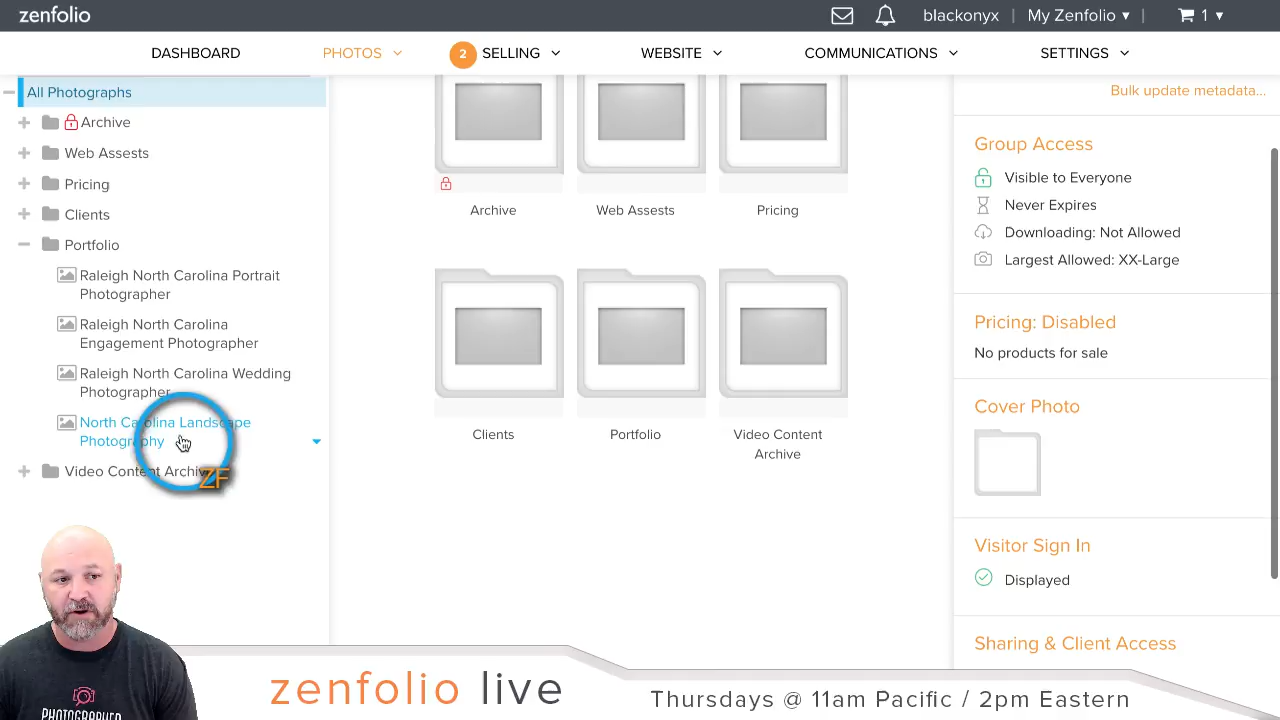 zenfolio
blackonyx | My Zenfolio ▾ | 1 ▾
DASHBOARD PHOTOS 2 SELLING WEBSITE COMMUNICATIONS SETTINGS
All Photographs
Archive
Web Assests
Pricing
Clients
Portfolio
Raleigh North Carolina Portrait
Photographer
Raleigh North Carolina
Engagement Photographer
Raleigh North Carolina Wedding
Photographer
North Carolina Landscape
Photography
Video Content Archive
ZF
Archive Web Assests Pricing
Clients Portfolio Video Content
Archive
Bulk update metadata...
Group Access
Visible to Everyone
Never Expires
Downloading: Not Allowed
Largest Allowed: XX-Large
Pricing: Disabled
No products for sale
Cover Photo
Visitor Sign In
Displayed
Sharing & Client Access
PHOTOGRAPHER
zenfolio live
Thursdays @ 11am Pacific / 2pm Eastern